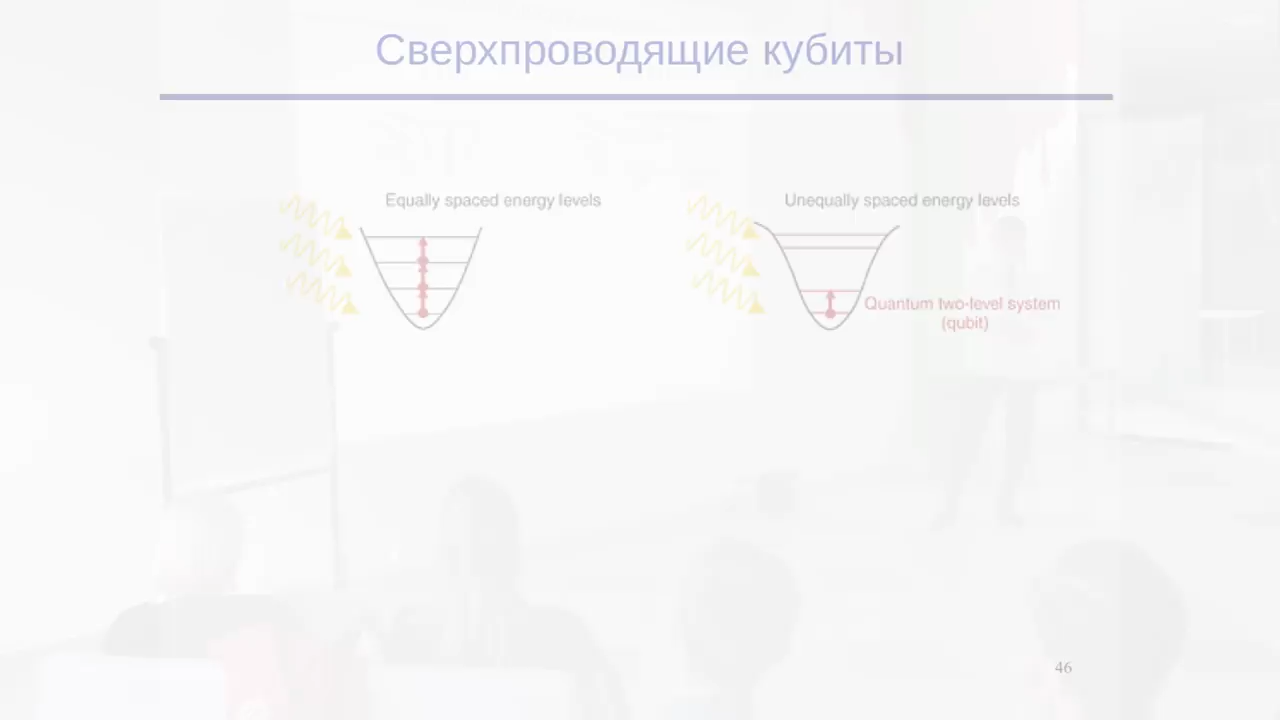 Сверхпроводящие кубиты
Equally spaced energy levels
Unequally spaced energy levels
Quantum two-level system
(qubit)
46